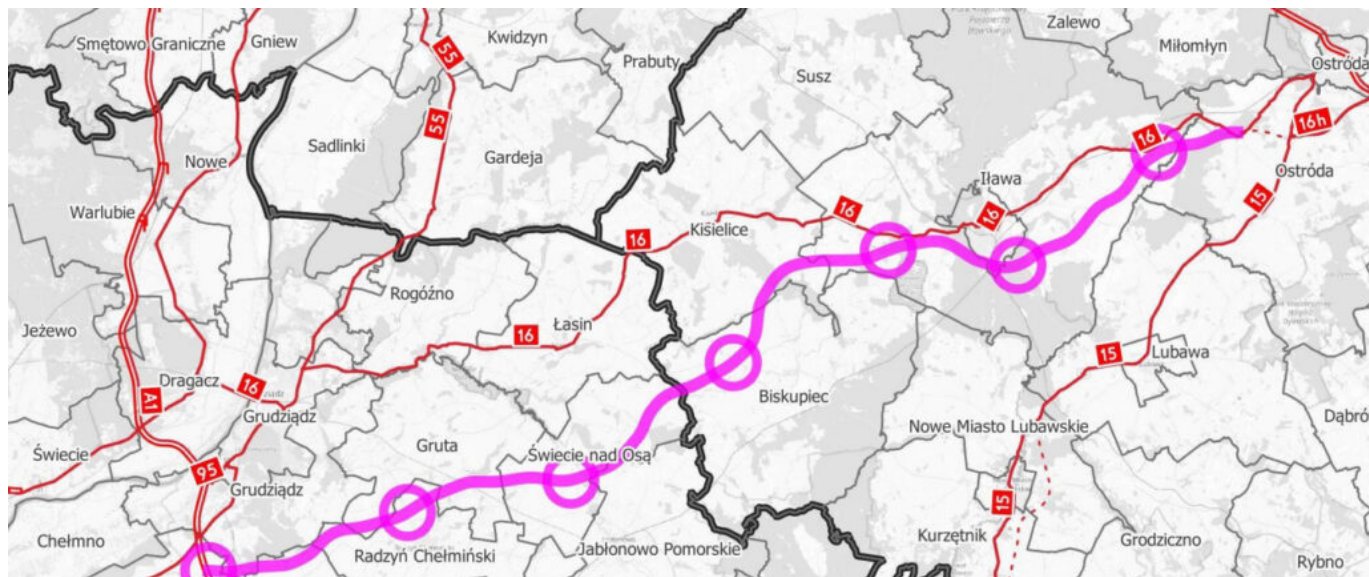 Smętowo Graniczne
Gniew
Kwidzyn
Prabuty
Susz
Zalewo
Miłomłyn
Ostróda
55
55
16h
16
Nowe
Sadlinki
Gardeja
Iława
Ostróda
Warlubie
16
16
15
Kisielice
16
Rogóźno
Jeżewo
Łasin
16
15
Lubawa
Dragacz
16
A1
Grudziądz
Biskupiec
Dąbró
Nowe Miasto Lubawskie
Gruta
Świecie nad Osą
Świecie
95
Grudziądz
15
Chełmno
Radzyń Chełmiński
Jabłonowo Pomorskie
Kurzętnik
Grodziczno
Rybno